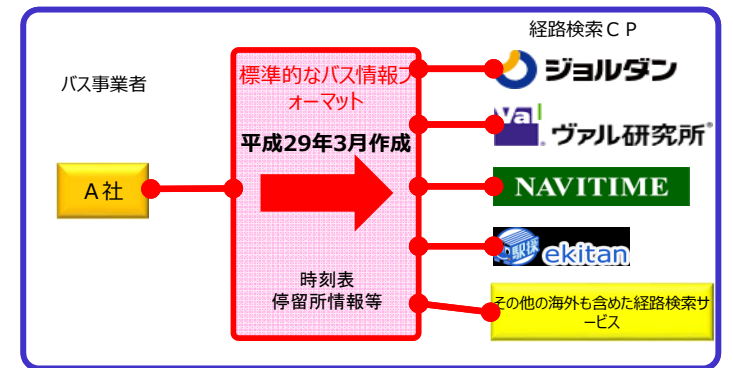 経路検索ＣＰ
バス事業者
標準的なバス情報フ
ォーマット
平成29年3月作成
A社
時刻表
停留所情報等
ジョルダン
Val
ヴァル研究所
NAVITIME
駅探
ekitan
その他の海外も含めた経路検索サ
ービス